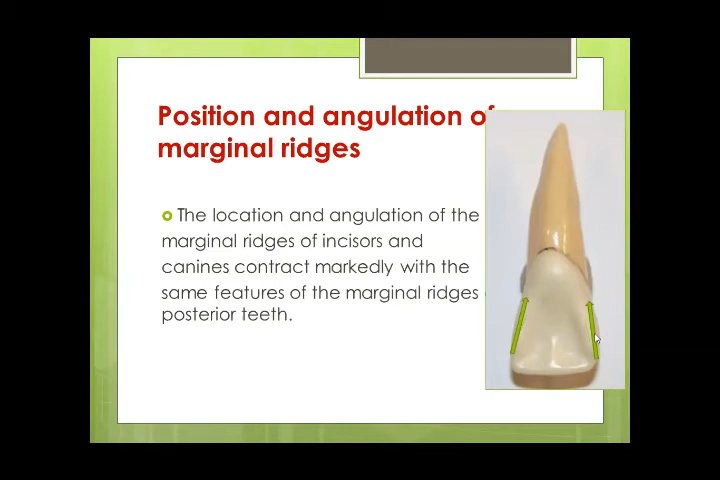 Position and angulation of
marginal ridges
The location and angulation of the
marginal ridges of incisors and
canines contract markedly with the
same features of the marginal ridges
posterior teeth.